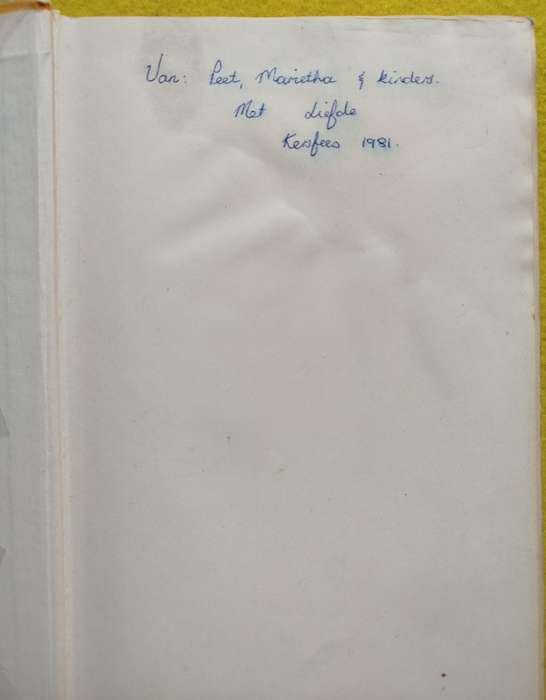 Van: Peet, Marietha & kinders.
Met Liefde
Kersfees 1981.